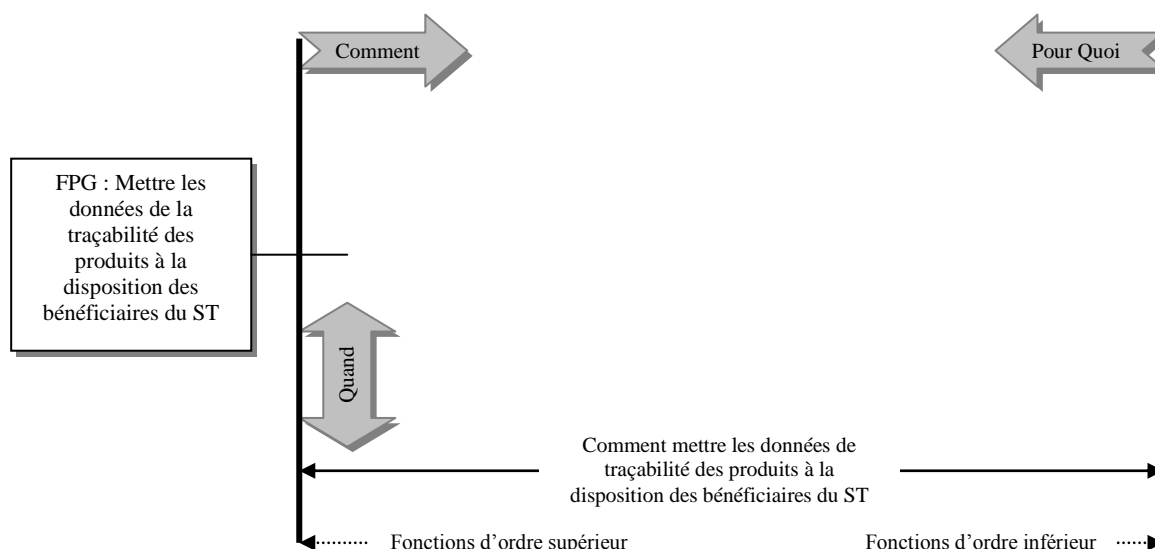 Comment
Pour Quoi
FPG : Mettre les
données de la
traçabilité des
produits à la
disposition des
bénéficiaires du ST
Quand
Comment mettre les données de
traçabilité des produits à la
disposition des bénéficiaires du ST
Fonctions d'ordre supérieur
Fonctions d'ordre inférieur